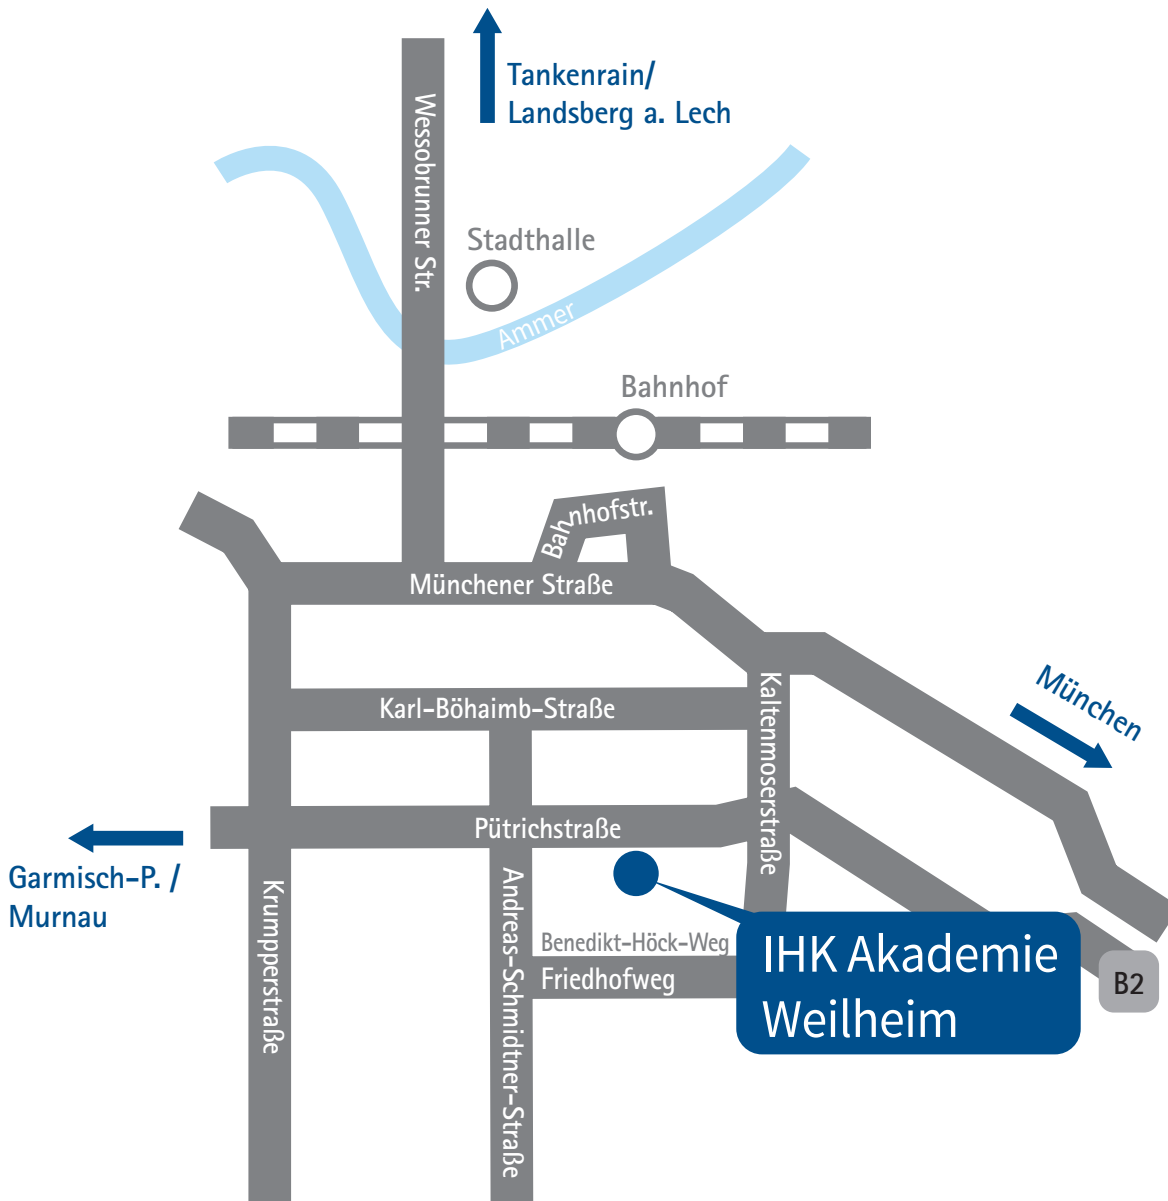 Tankenrain/
Landsberg a. Lech
Wessobrunner Str.
Stadthalle
Ammer
Bahnhof
Bahnhofstr.
Münchener Straße
Karl-Böhaimb-Straße
Kaltenmoserstraße
München
Pütrichstraße
Garmisch-P. /
Murnau
Krumpperstraße
Andreas-Schmidtner-Straße
Benedikt-Höck-Weg
Friedhofweg
IHK Akademie
Weilheim
B2